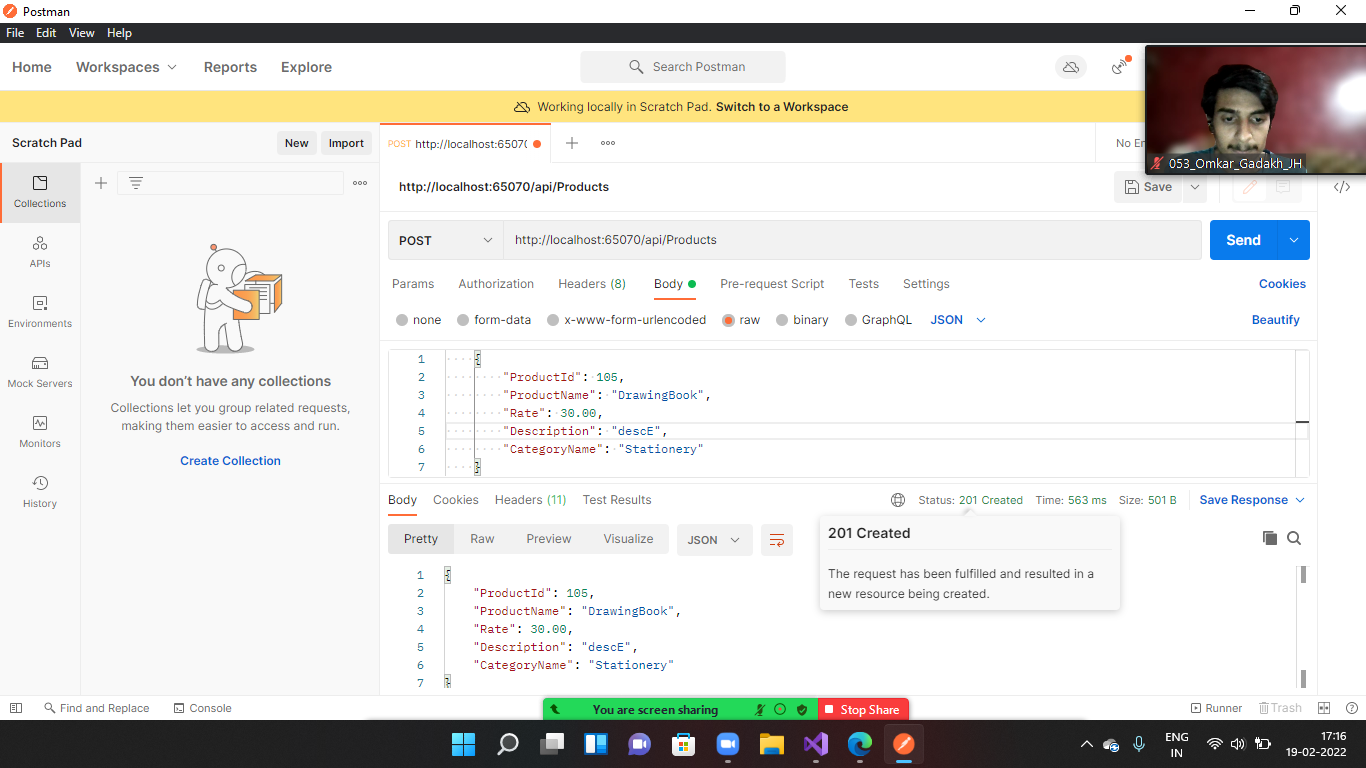 Postman
File Edit View Help
Home Workspaces Reports Explore Search Postman
Working locally in Scratch Pad. Switch to a Workspace
Scratch Pad New Import POST http://localhost:6507 No En
053_Omkar_Gadakh_JH
http://localhost:65070/api/Products Save
Collections
APIs
Environments
Mock Servers
Monitors
History
You don't have any collections
Collections let you group related requests,
making them easier to access and run.
Create Collection
POST http://localhost:65070/api/Products Send
Params Authorization Headers (8) Body Pre-request Script Tests Settings Cookies
none form-data x-www-form-urlencoded raw binary GraphQL JSON Beautify
1 {
2 "ProductId": 105,
3 "ProductName": "DrawingBook",
4 "Rate": 30.00,
5 "Description": "descE",
6 "CategoryName": "Stationery"
7 }
Body Cookies Headers (11) Test Results Status: 201 Created Time: 563 ms Size: 501 B Save Response
201 Created
The request has been fulfilled and resulted in a
new resource being created.
Pretty Raw Preview Visualize JSON
1 {
2 "ProductId": 105,
3 "ProductName": "DrawingBook",
4 "Rate": 30.00,
5 "Description": "descE",
6 "CategoryName": "Stationery"
7 }
Find and Replace Console You are screen sharing Stop Share Runner Trash
ENG
IN
17:16
19-02-2022